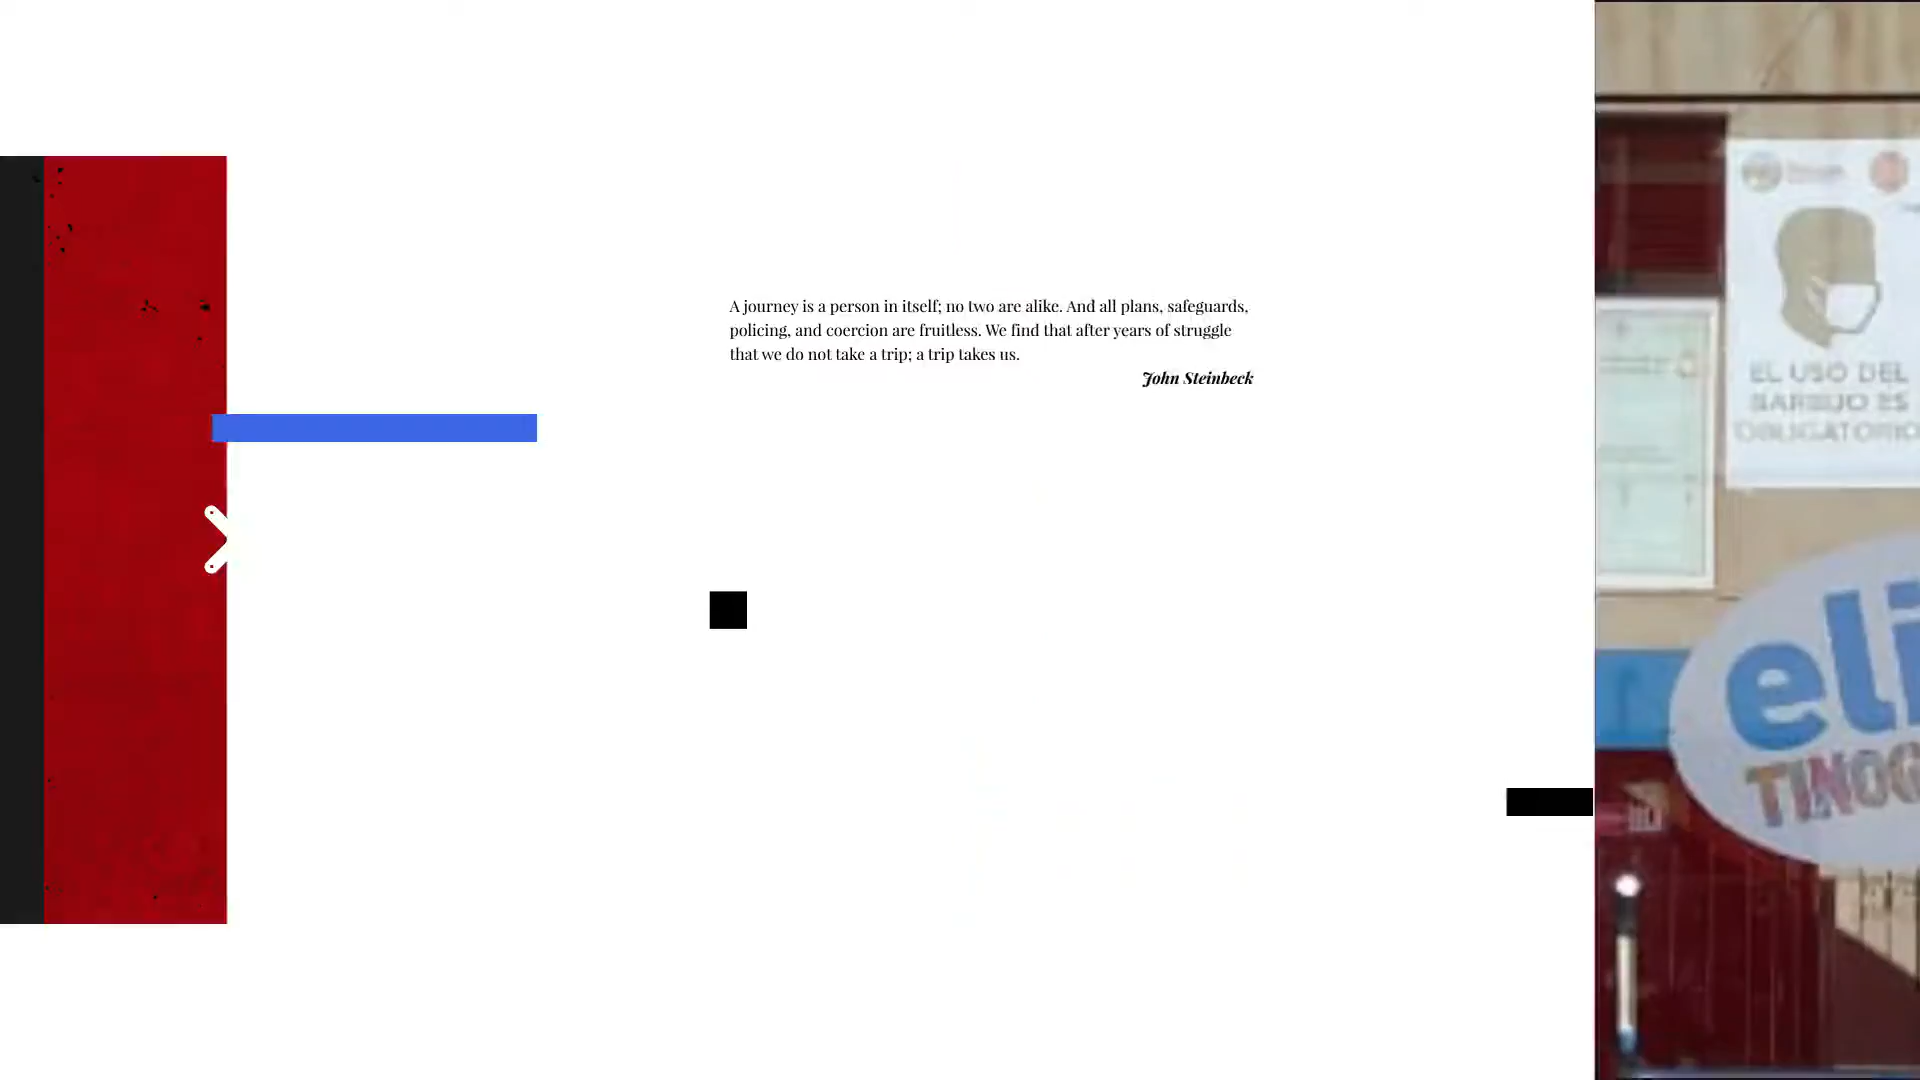 A journey is a person in itself; no two are alike. And all plans, safeguards,
policing, and coercion are fruitless. We find that after years of struggle
that we do not take a trip; a trip takes us.
John Steinbeck
EL USO DEL
BARBIJO ES
OBLIGATORIO
eli
TINOG